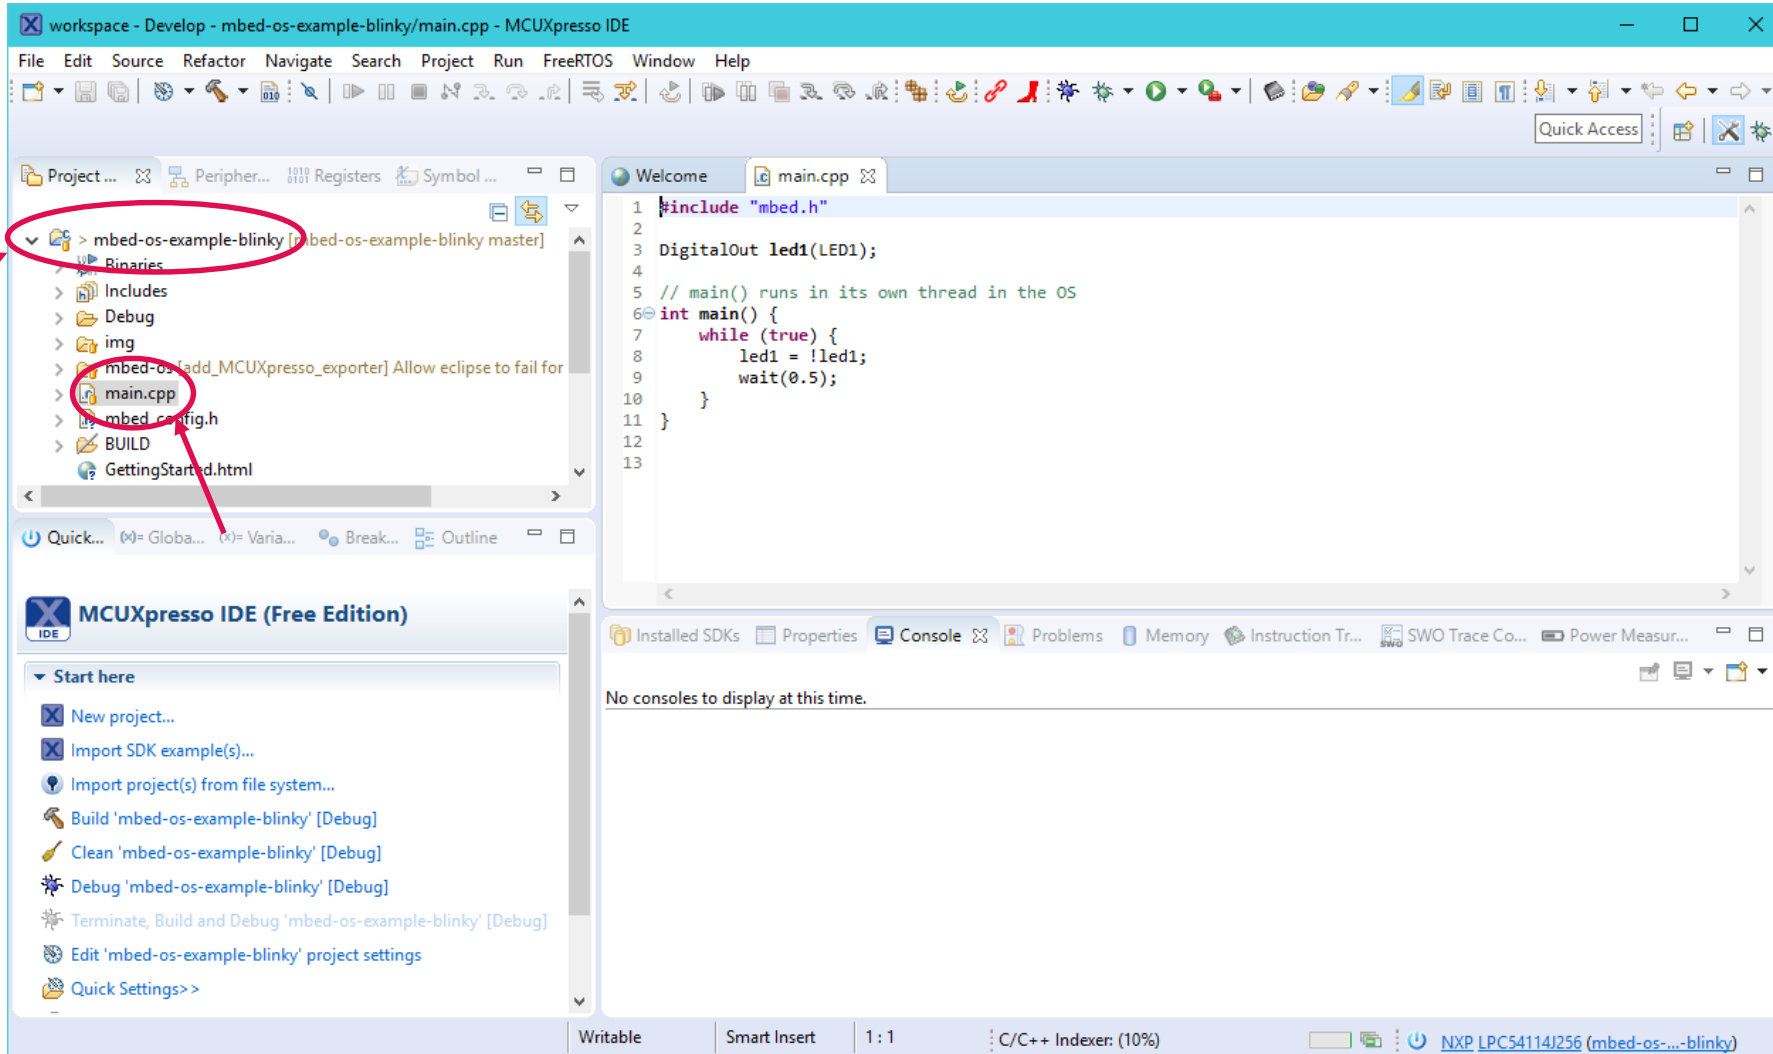 workspace - Develop - mbed-os-example-blinky/main.cpp - MCUXpresso IDE
File Edit Source Refactor Navigate Search Project Run FreeRTOS Window Help
Quick Access
Project ... Peripher... Registers Symbol ...
> mbed-os-example-blinky [mbed-os-example-blinky master]
Binaries
Includes
Debug
img
mbed-os [add_MCUXpresso_exporter] Allow eclipse to fail for
main.cpp
mbed_config.h
BUILD
GettingStarted.html
Welcome main.cpp
1 #include "mbed.h"
2
3 DigitalOut led1(LED1);
4
5 // main() runs in its own thread in the OS
6 int main() {
7 while (true) {
8 led1 = !led1;
9 wait(0.5);
10 }
11 }
12
13
Quick... (x)= Globa... (x)= Varia... Break... Outline
IDE
MCUXpresso IDE (Free Edition)
Start here
New project...
Import SDK example(s)...
Import project(s) from file system...
Build 'mbed-os-example-blinky' [Debug]
Clean 'mbed-os-example-blinky' [Debug]
Debug 'mbed-os-example-blinky' [Debug]
Terminate, Build and Debug 'mbed-os-example-blinky' [Debug]
Edit 'mbed-os-example-blinky' project settings
Quick Settings>>
Installed SDKs Properties Console Problems Memory Instruction Tr... SWO Trace Co... Power Measur...
No consoles to display at this time.
Writable Smart Insert 1 : 1 C/C++ Indexer: (10%) NXP LPC54114J256 (mbed-os-...-blinky)